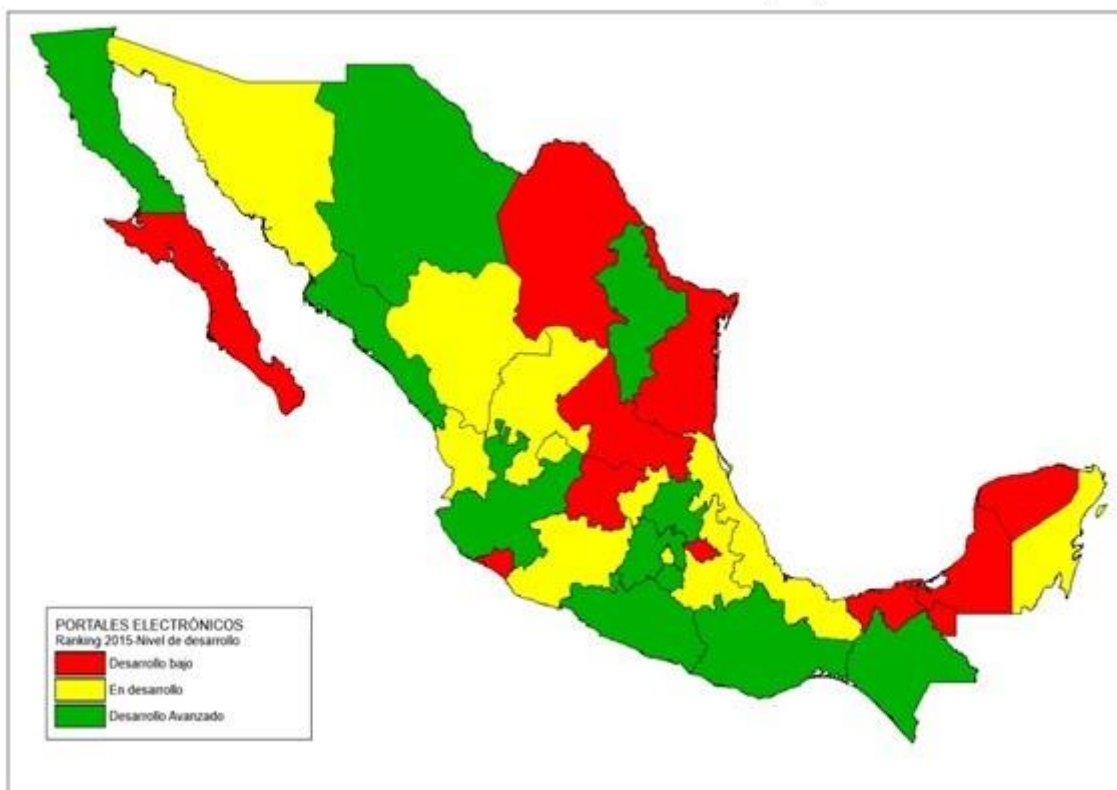 PORTALES ELECTRÓNICOS
Ranking 2015-Nivel de desarrollo
Desarrollo bajo
En desarrollo
Desarrollo Avanzado